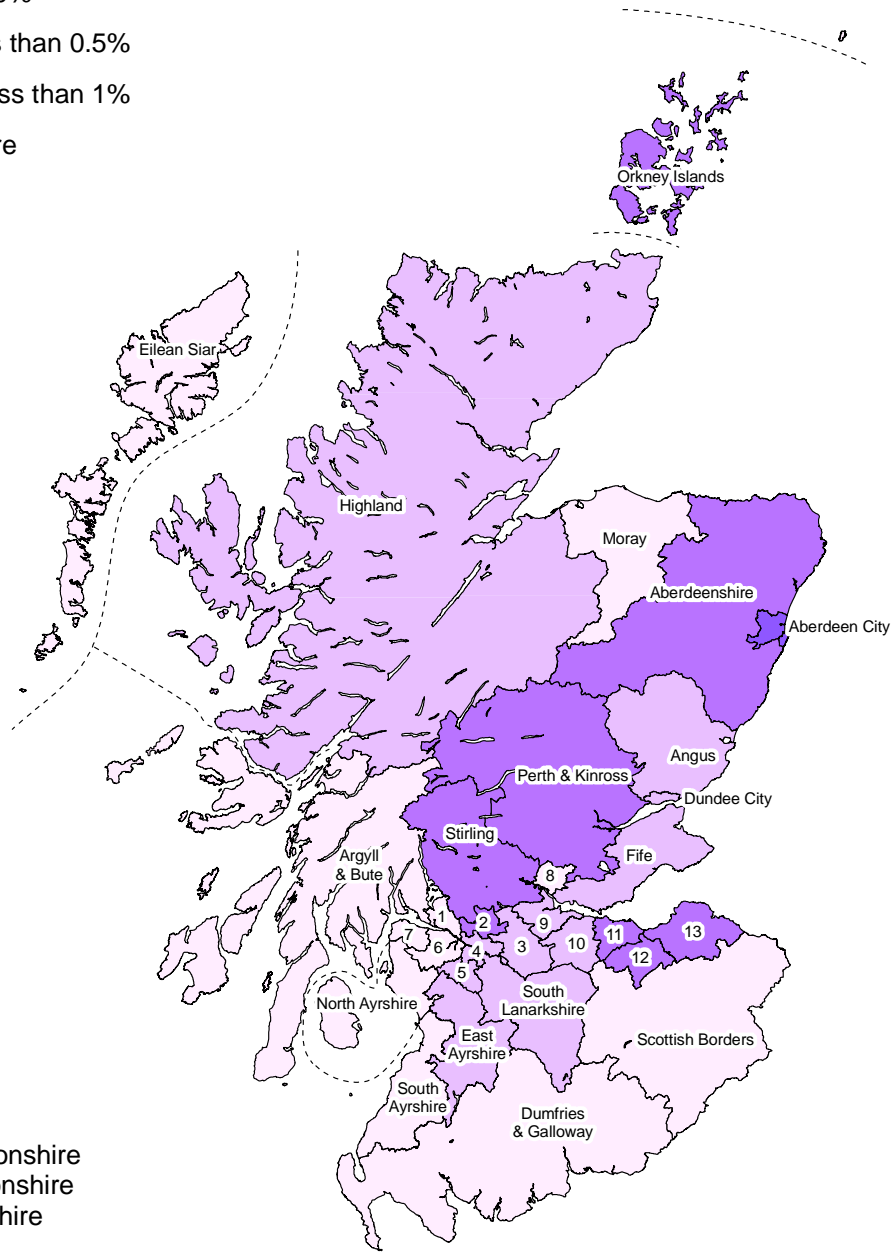 s than 0.5%
ss than 1%
Orkney Islands
Eilean Siar
Highland
Moray
Aberdeenshire
Aberdeen City
Angus
Perth & Kinross
Dundee City
Stirling
Fife
Argyll
& Bute
8
1
2
9
11
13
7
6
4
3
10
12
5
North Ayrshire
South
Lanarkshire
East
Ayrshire
Scottish Borders
South
Ayrshire
Dumfries
& Galloway
onshire
onshire
hire